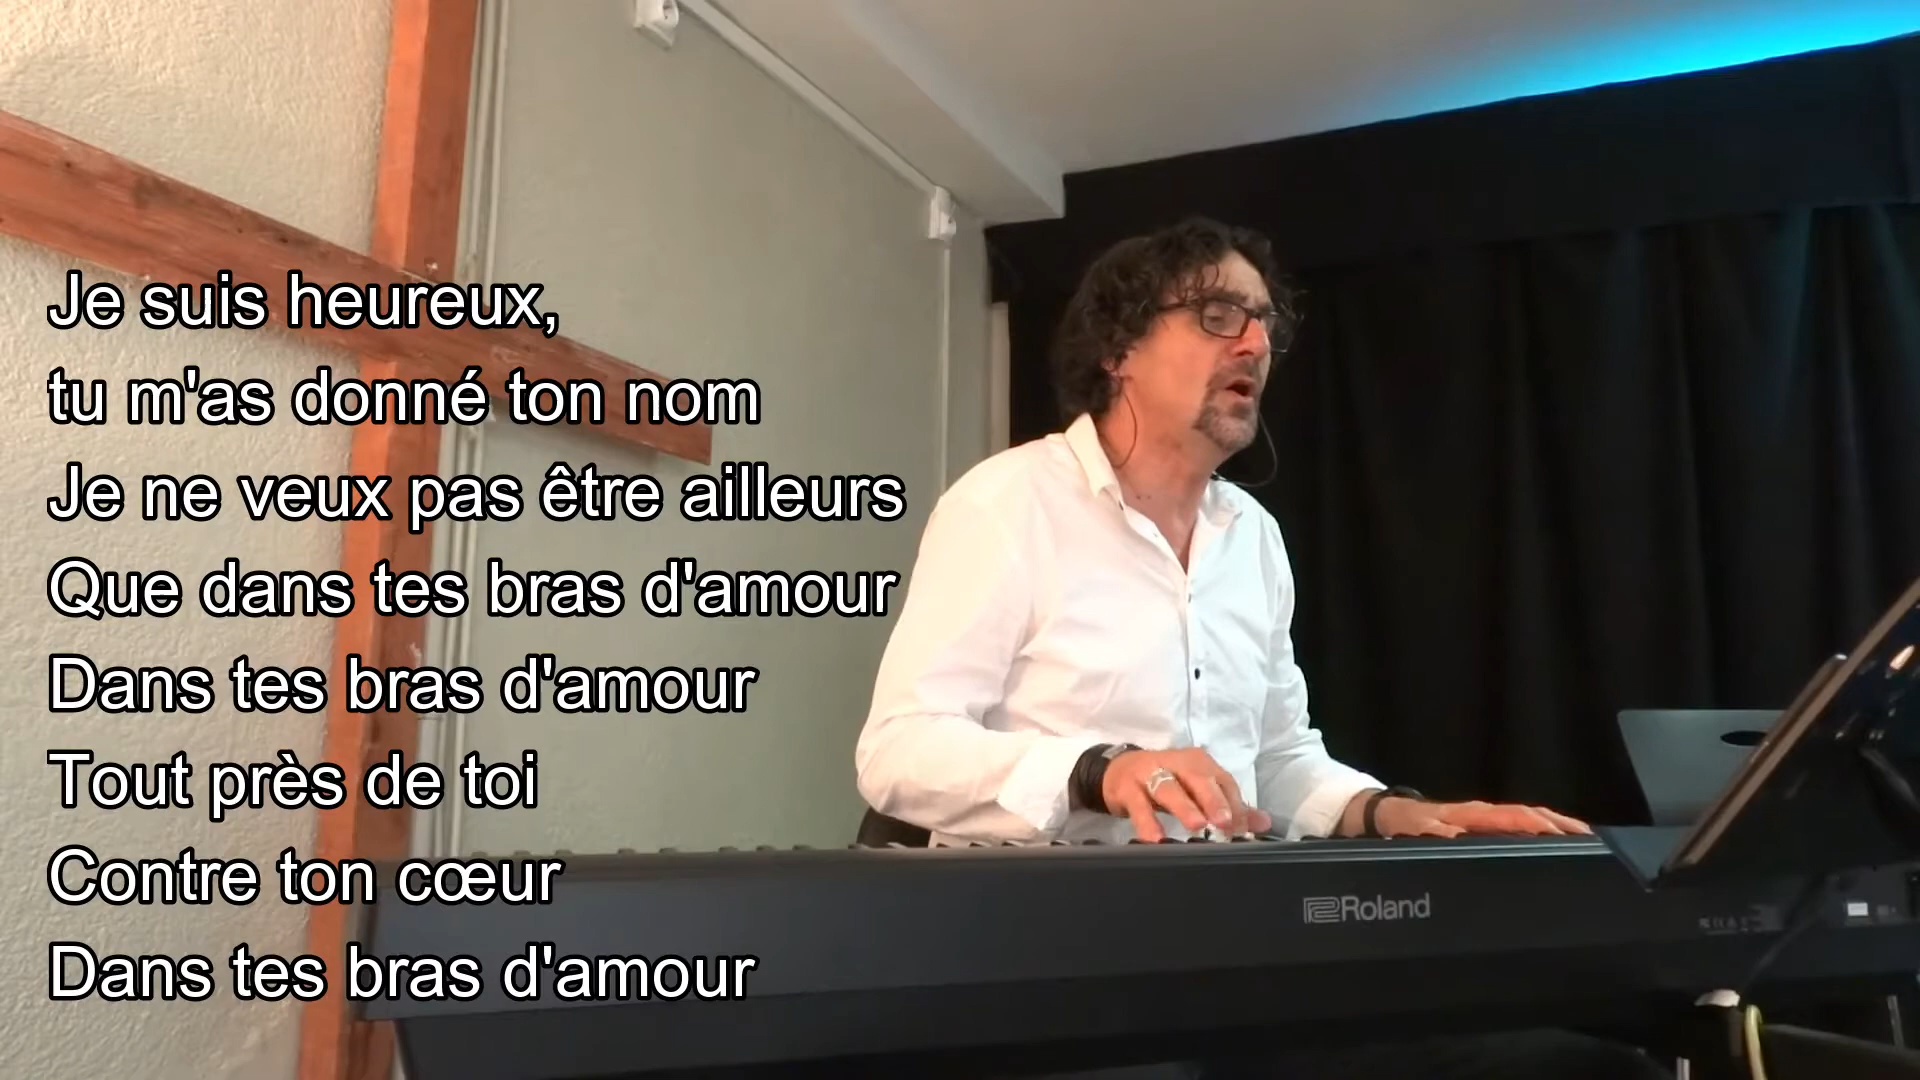 Je suis heureux,
tu m'as donné ton nom
Je ne veux pas être ailleurs
Que dans tes bras d'amour
Dans tes bras d'amour
Tout près de toi
Contre ton cœur
Dans tes bras d'amour
Roland